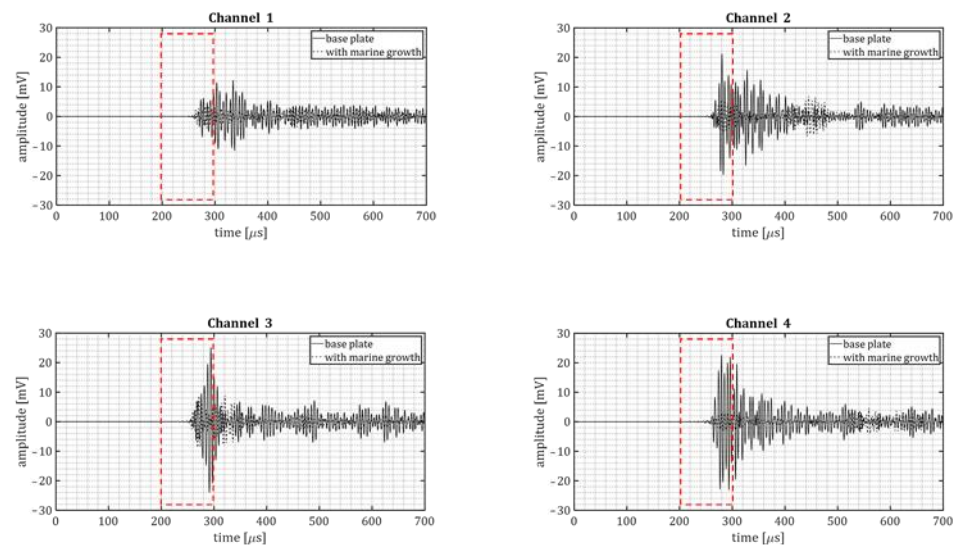 Channel 1
30
20
10
0
−10
−20
−30
amplitude [mV]
base plate
with marine growth
0 100 200 300 400 500 600 700
time [μs]
Channel 2
30
20
10
0
−10
−20
−30
amplitude [mV]
base plate
with marine growth
0 100 200 300 400 500 600 700
time [μs]
Channel 3
30
20
10
0
−10
−20
−30
amplitude [mV]
base plate
with marine growth
0 100 200 300 400 500 600 700
time [μs]
Channel 4
30
20
10
0
−10
−20
−30
amplitude [mV]
base plate
with marine growth
0 100 200 300 400 500 600 700
time [μs]